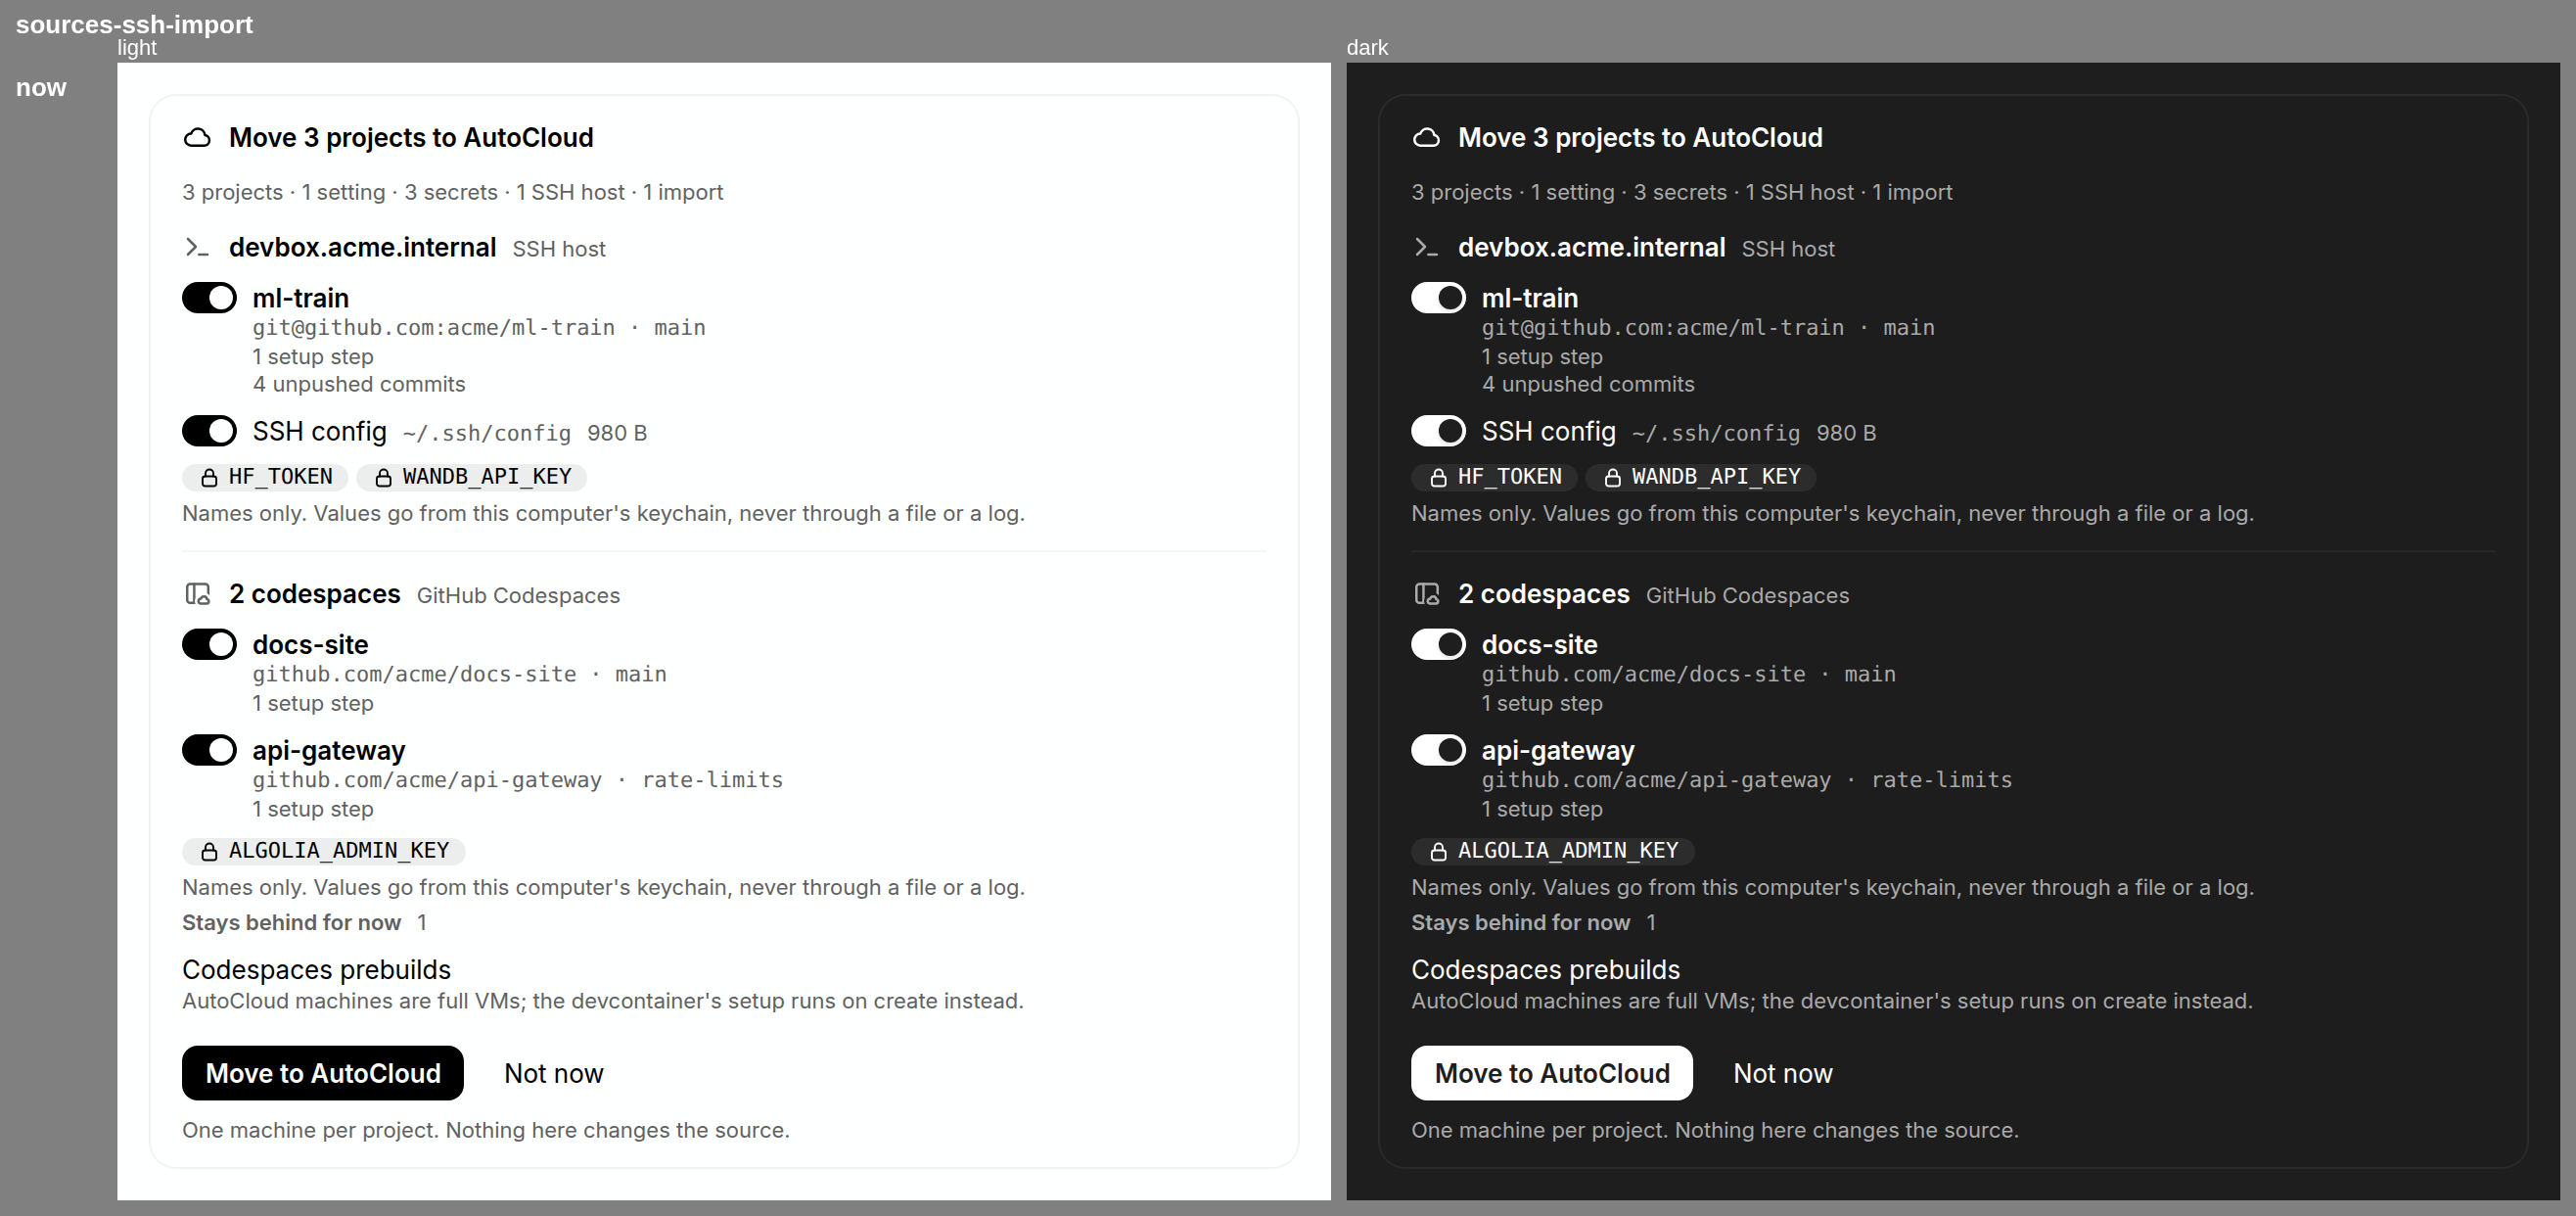 sources-ssh-import
light
dark
now
Move 3 projects to AutoCloud
3 projects · 1 setting · 3 secrets · 1 SSH host · 1 import
devbox.acme.internal SSH host
ml-train
git@github.com:acme/ml-train · main
1 setup step
4 unpushed commits
SSH config ~/.ssh/config 980 B
HF_TOKEN WANDB_API_KEY
Names only. Values go from this computer's keychain, never through a file or a log.
2 codespaces GitHub Codespaces
docs-site
github.com/acme/docs-site · main
1 setup step
api-gateway
github.com/acme/api-gateway · rate-limits
1 setup step
ALGOLIA_ADMIN_KEY
Names only. Values go from this computer's keychain, never through a file or a log.
Stays behind for now 1
Codespaces prebuilds
AutoCloud machines are full VMs; the devcontainer's setup runs on create instead.
Move to AutoCloud Not now
One machine per project. Nothing here changes the source.
Move 3 projects to AutoCloud
3 projects · 1 setting · 3 secrets · 1 SSH host · 1 import
devbox.acme.internal SSH host
ml-train
git@github.com:acme/ml-train · main
1 setup step
4 unpushed commits
SSH config ~/.ssh/config 980 B
HF_TOKEN WANDB_API_KEY
Names only. Values go from this computer's keychain, never through a file or a log.
2 codespaces GitHub Codespaces
docs-site
github.com/acme/docs-site · main
1 setup step
api-gateway
github.com/acme/api-gateway · rate-limits
1 setup step
ALGOLIA_ADMIN_KEY
Names only. Values go from this computer's keychain, never through a file or a log.
Stays behind for now 1
Codespaces prebuilds
AutoCloud machines are full VMs; the devcontainer's setup runs on create instead.
Move to AutoCloud Not now
One machine per project. Nothing here changes the source.